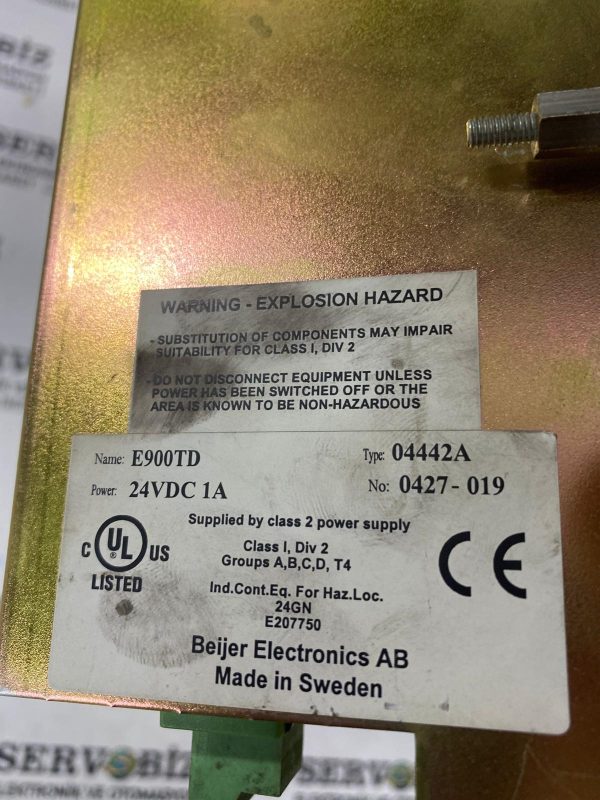 WARNING - EXPLOSION HAZARD
- SUBSTITUTION OF COMPONENTS MAY IMPAIR
SUITABILITY FOR CLASS I, DIV 2
- DO NOT DISCONNECT EQUIPMENT UNLESS
POWER HAS BEEN SWITCHED OFF OR THE
AREA IS KNOWN TO BE NON-HAZARDOUS
Name: E900TD Type: 04442A
Power: 24VDC 1A No: 0427-019
Supplied by class 2 power supply
Class I, Div 2
Groups A,B,C,D, T4
C UL ® US
LISTED
CE
Ind.Cont.Eq. For Haz.Loc.
24GN
E207750
Beijer Electronics AB
Made in Sweden
SERVOBİZ